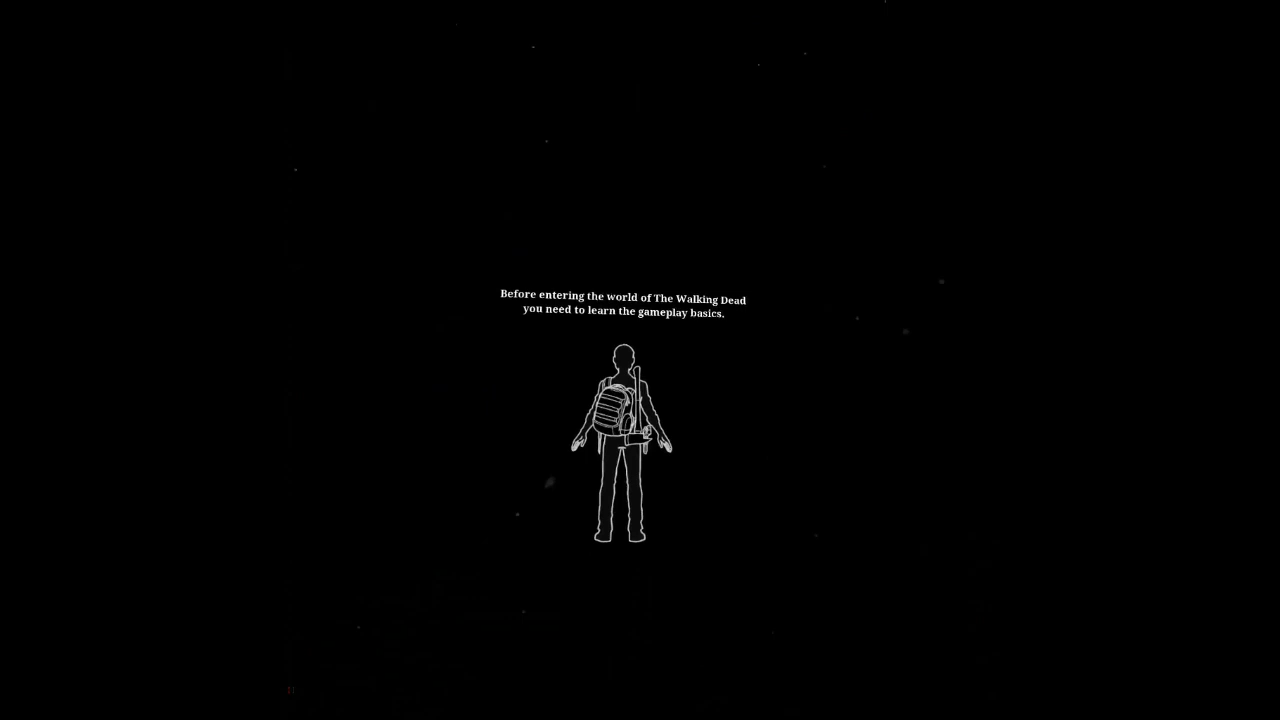 Before entering the world of The Walking Dead
you need to learn the gameplay basics.